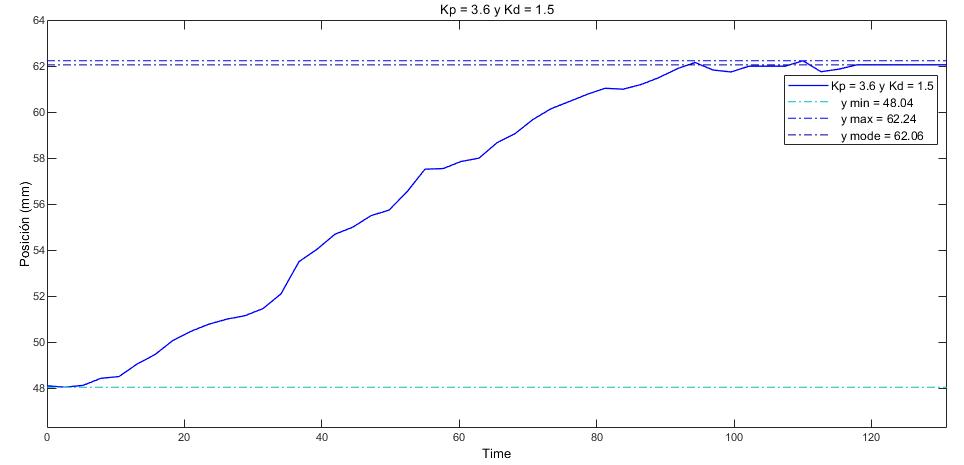 Kp = 3.6 y Kd = 1.5
64
62
60
58
56
54
52
50
48
Posición (mm)
Kp = 3.6 y Kd = 1.5
y min = 48.04
y max = 62.24
y mode = 62.06
0 20 40 60 80 100 120
Time